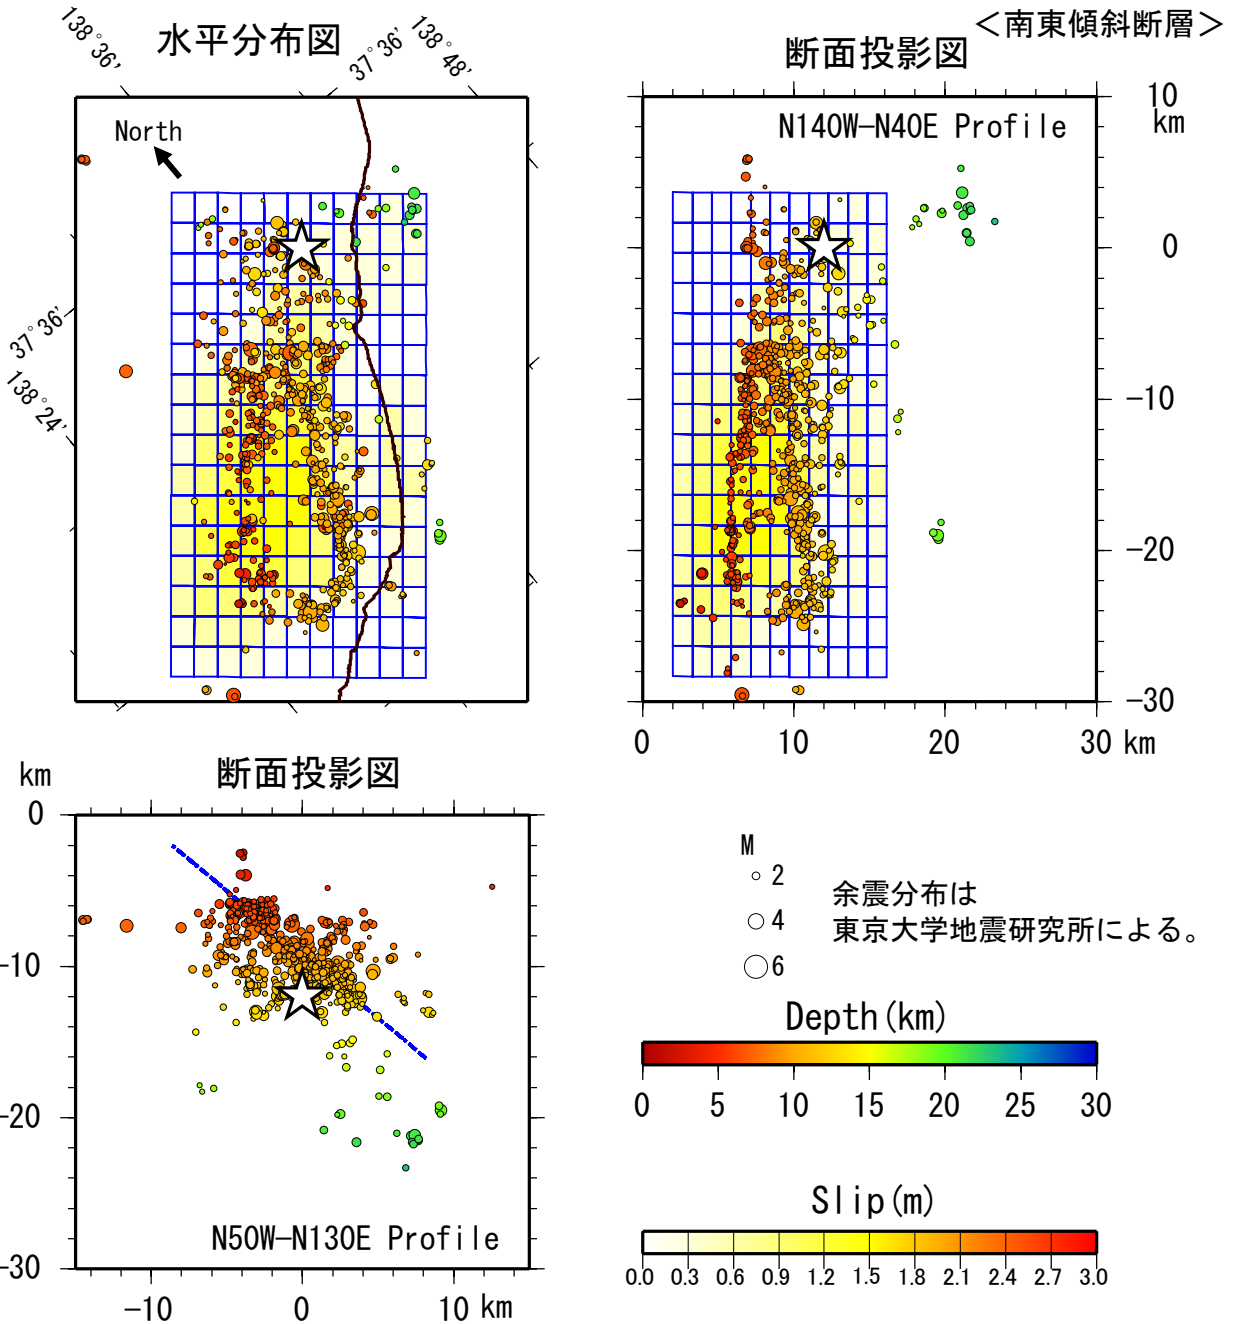 ＜南東傾斜断層＞
水平分布図
断面投影図
138°36′
37°36′
138°48′
North
37°36′
138°24′
N140W−N40E Profile
10
km
0
−10
−20
−30
0
10
20
30 km
断面投影図
km
0
−10
−20
−30
N50W−N130E Profile
−10
0
10 km
M
2
4
6
余震分布は
東京大学地震研究所による。
Depth(km)
0 5 10 15 20 25 30
Slip(m)
0.0 0.3 0.6 0.9 1.2 1.5 1.8 2.1 2.4 2.7 3.0